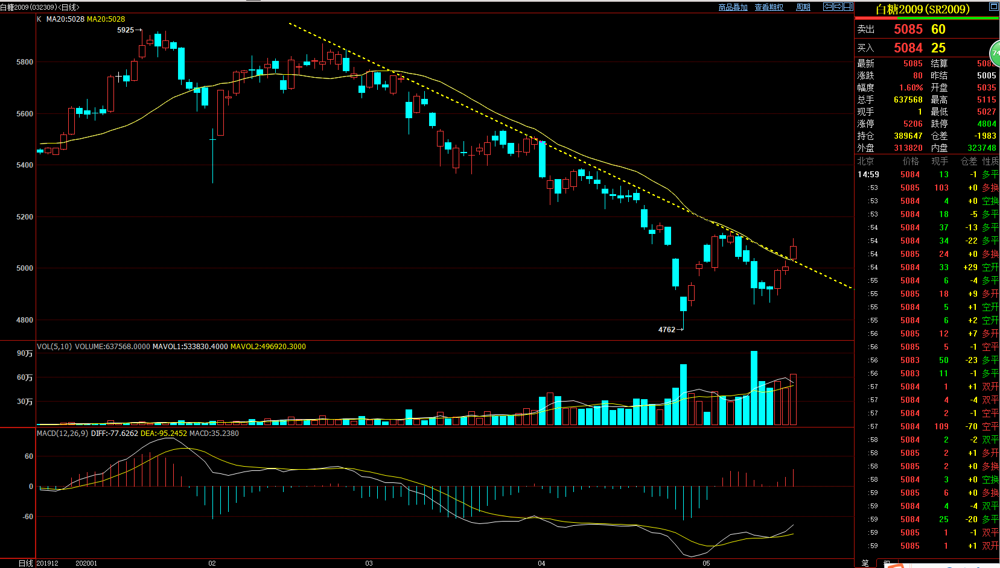 白糖2009(032309)<日线>
商品叠加 查看期权 周期
K MA20:5028 MA20:5028
5925→
5800
5600
5400
5200
5000
4800
4762→
VOL(5,10) VOLUME:637568.0000 MAVOL1:533830.4000 MAVOL2:496920.3000
90万
60万
30万
MACD(12,26,9) DIFF:-77.6262 DEA:-95.2452 MACD:35.2380
60
0
-60
日线 201912 202001 02 03 04 05
白糖2009(SR2009)
卖出 5085 60
买入 5084 25
74
最新 5085 结算 508
涨跌 80 昨结 5005
幅度 1.60% 开盘 5035
总手 637568 最高 5115
现手 1 最低 5027
涨停 5206 跌停 4804
持仓 389647 仓差 -1983
外盘 313820 内盘 323748
北京 价格 现手 仓差 性质
14:59 5084 13 -1 多平
:53 5085 103 +0 多换
:53 5084 4 +0 空换
:53 5084 18 -5 多平
:54 5084 37 -13 多平
:54 5084 34 -22 多平
:54 5085 24 +0 多换
:54 5084 33 +29 空开
:55 5084 6 -4 多平
:55 5085 18 +9 多开
:55 5084 5 +1 空开
:55 5084 6 +2 空开
:56 5085 12 +7 多开
:56 5085 5 -1 空平
:56 5083 50 -23 多平
:56 5083 11 -1 多平
:57 5084 1 +1 双开
:57 5084 4 -4 双平
:57 5084 2 -1 空平
:57 5084 109 -70 空平
:58 5084 2 -2 双平
:58 5085 2 +1 多开
:58 5085 2 +0 多换
:58 5084 3 +0 空换
:59 5085 6 +0 多换
:59 5084 4 -4 双平
:59 5084 25 -20 多平
:59 5085 1 -1 双平
:59 5085 1 +1 双开
笔